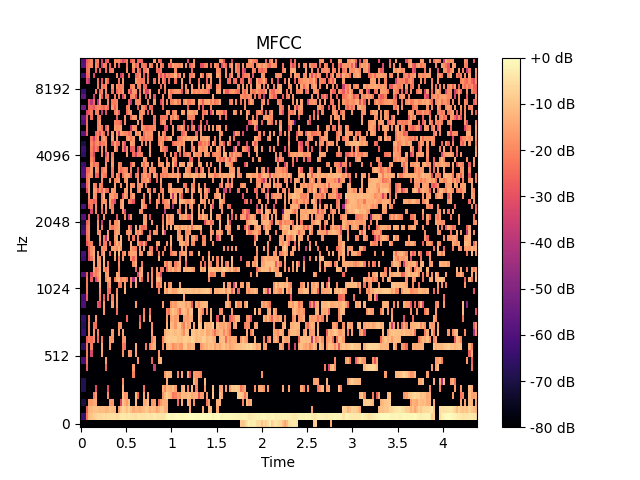 MFCC
8192
4096
2048
1024
512
0
Hz
0 0.5 1 1.5 2 2.5 3 3.5 4
Time
+0 dB
-10 dB
-20 dB
-30 dB
-40 dB
-50 dB
-60 dB
-70 dB
-80 dB